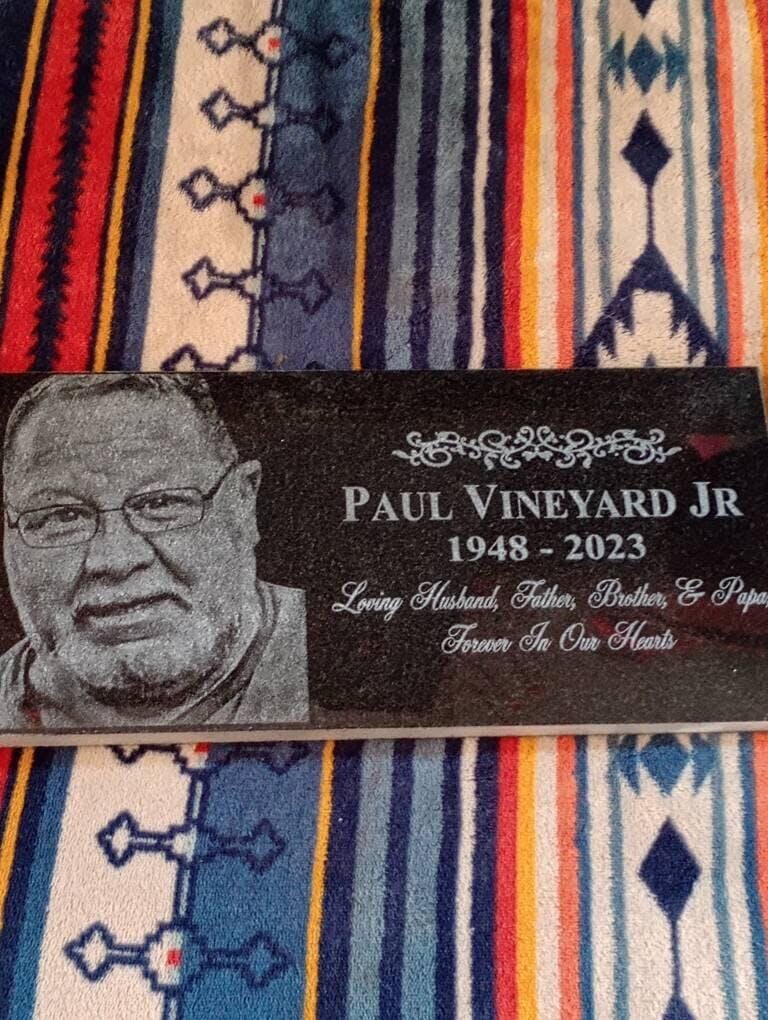 PAUL VINEYARD JR
1948 - 2023
Loving Husband, Father, Brother, & Papa,
Forever In Our Hearts